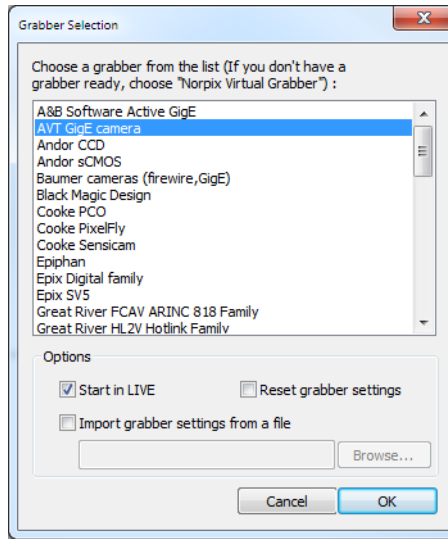 Grabber Selection
Choose a grabber from the list (If you don't have a
grabber ready, choose "Norpix Virtual Grabber") :
A&B Software Active GigE
AVT GigE camera
Andor CCD
Andor sCMOS
Baumer cameras (firewire,GigE)
Black Magic Design
Cooke PCO
Cooke PixelFly
Cooke Sensicam
Epiphan
Epix Digital family
Epix SV5
Great River FCAV ARINC 818 Family
Great River HL2V Hotlink Family
Options
Start in LIVE
Reset grabber settings
Import grabber settings from a file
Browse...
Cancel
OK